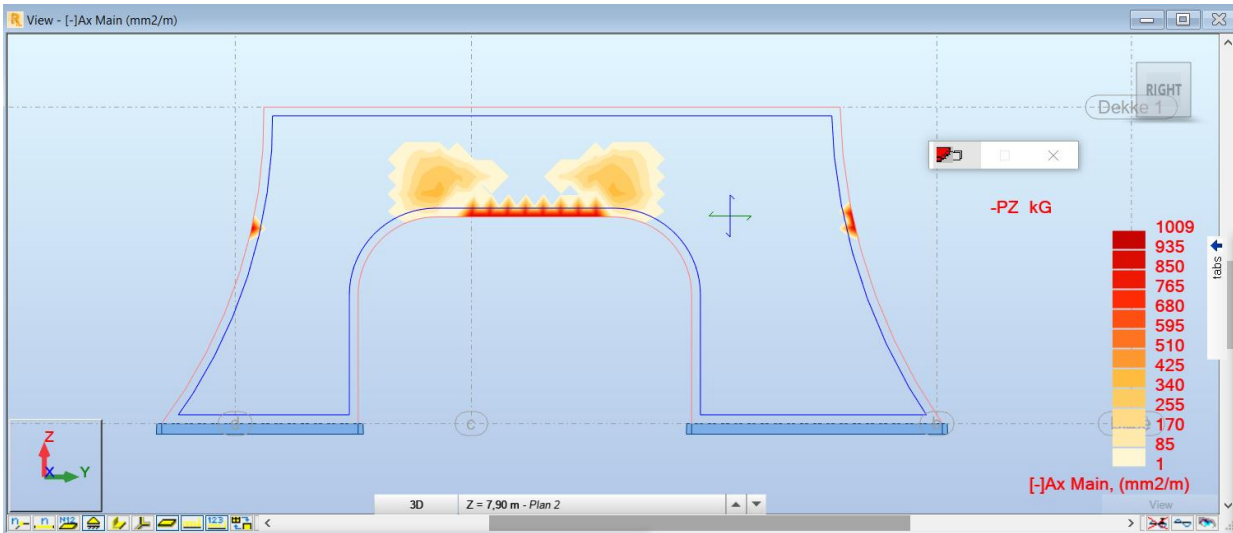 View - [-]Ax Main (mm2/m)
RIGHT
Dekke 1
-PZ kG
1009
935
850
765
680
595
510
425
340
255
170
85
1
tabs
d
c
b
Z
X
Y
[-]Ax Main, (mm2/m)
3D
Z = 7,90 m - Plan 2
View
123